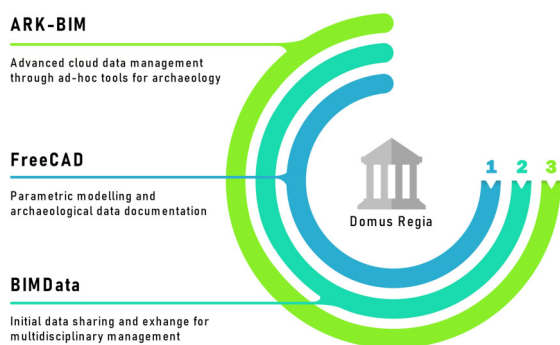 ARK-BIM
Advanced cloud data management
through ad-hoc tools for archaeology
FreeCAD
Parametric modelling and
archaeological data documentation
BIMData
Initial data sharing and exhange for
multidisciplinary management
Domus Regia
1 2 3